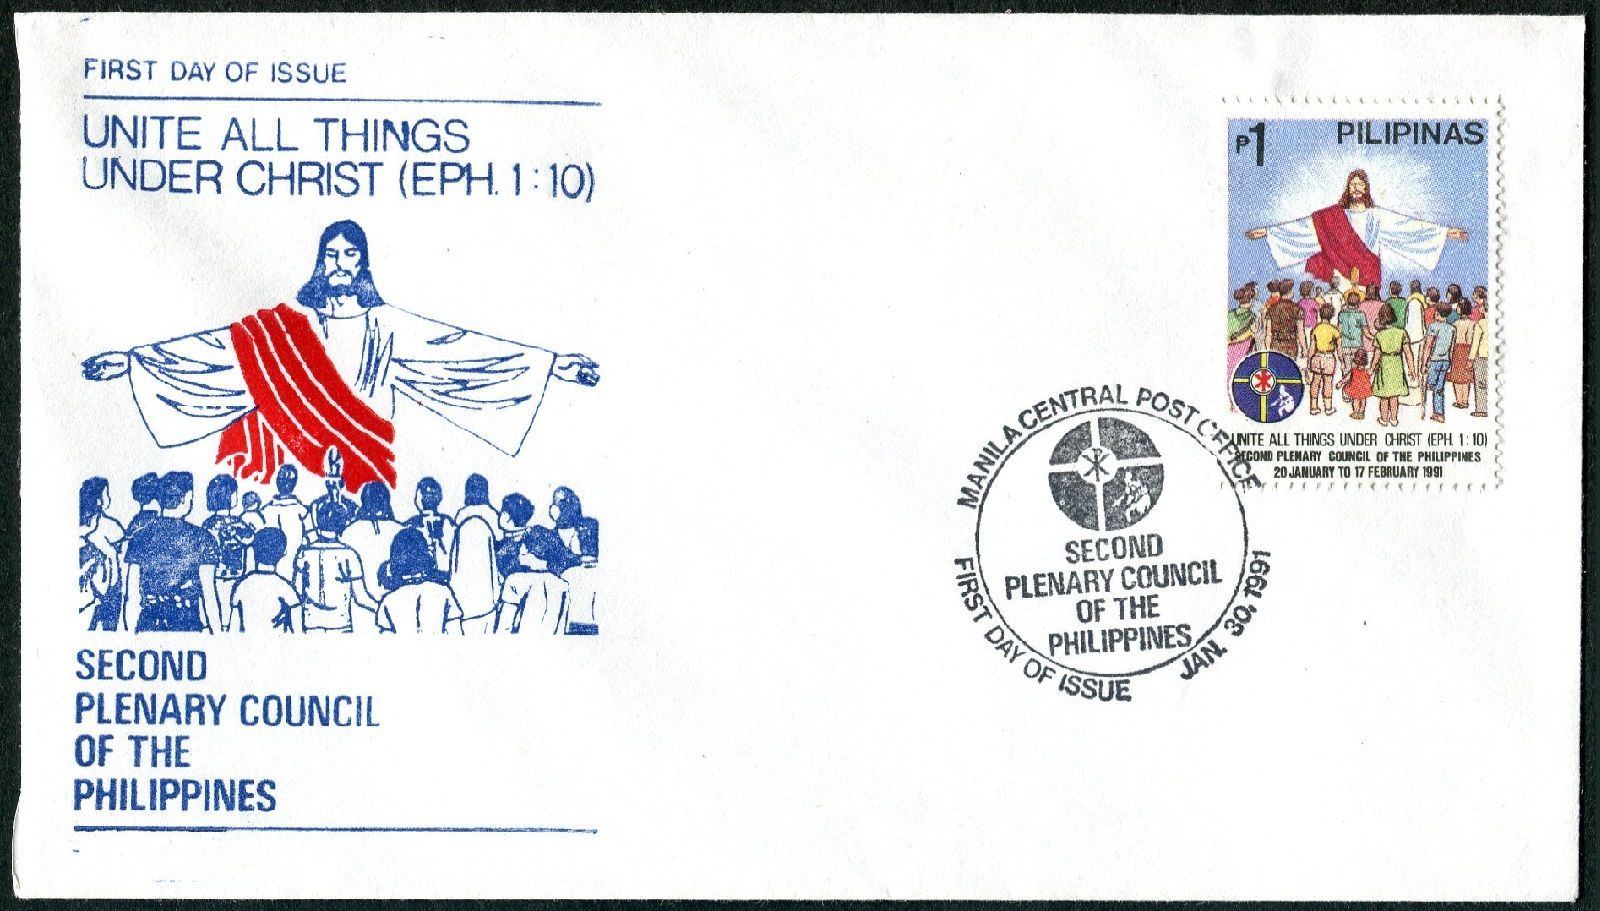 FIRST DAY OF ISSUE
UNITE ALL THINGS
UNDER CHRIST (EPH. 1:10)
SECOND
PLENARY COUNCIL
OF THE
PHILIPPINES
₱1 PILIPINAS
UNITE ALL THINGS UNDER CHRIST (EPH. 1:10)
SECOND PLENARY COUNCIL OF THE PHILIPPINES
20 JANUARY TO 17 FEBRUARY 1991
MANILA CENTRAL POST OFFICE
SECOND
PLENARY COUNCIL
OF THE
PHILIPPINES
FIRST DAY OF ISSUE
JAN. 30, 1991